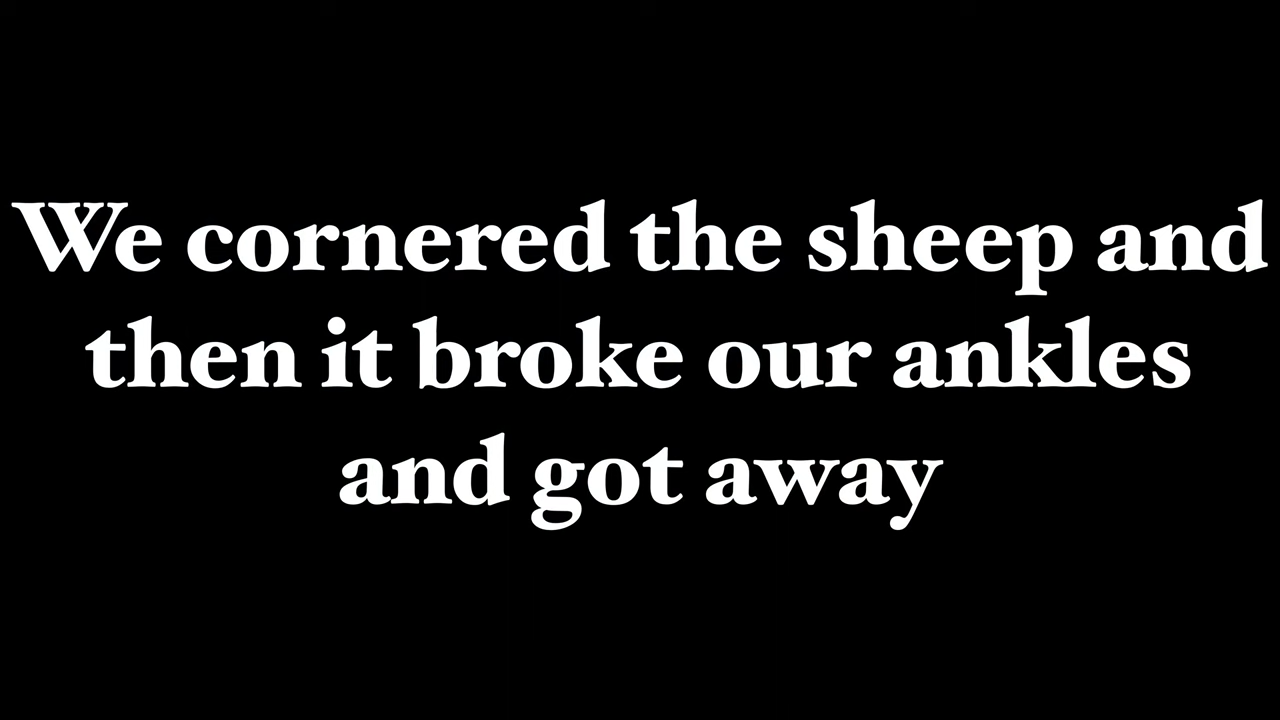 We cornered the sheep and
then it broke our ankles
and got away